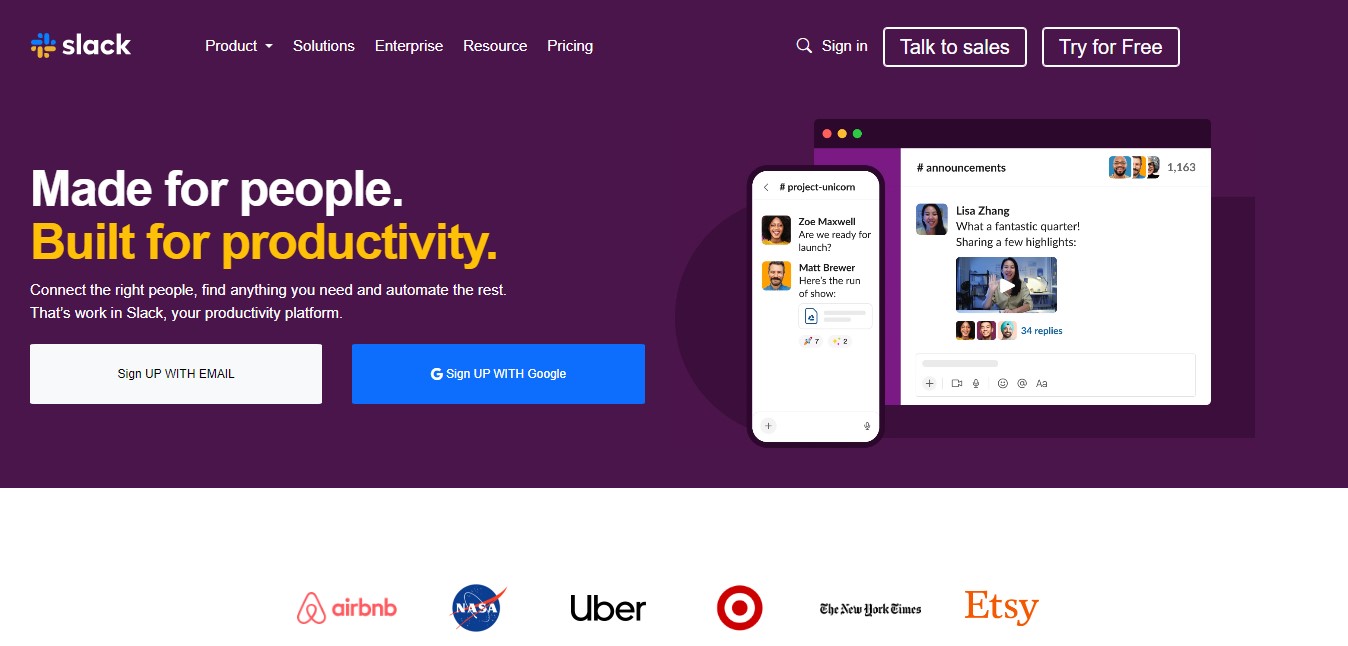 slack
Product
Solutions
Enterprise
Resource
Pricing
Sign in
Talk to sales
Try for Free
Made for people.
Built for productivity.
Connect the right people, find anything you need and automate the rest.
That's work in Slack, your productivity platform.
Sign UP WITH EMAIL
G Sign UP WITH Google
# project-unicorn
Zoe Maxwell
Are we ready for
launch?
Matt Brewer
Here's the run
of show:
7
2
# announcements
1,163
Lisa Zhang
What a fantastic quarter!
Sharing a few highlights:
34 replies
@ Aa
airbnb
NASA
Uber
The New York Times
Etsy